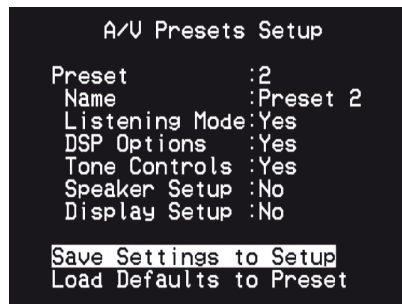 A/V Presets Setup
Preset :2
Name :Preset 2
Listening Mode:Yes
DSP Options :Yes
Tone Controls :Yes
Speaker Setup :No
Display Setup :No
Save Settings to Setup
Load Defaults to Preset